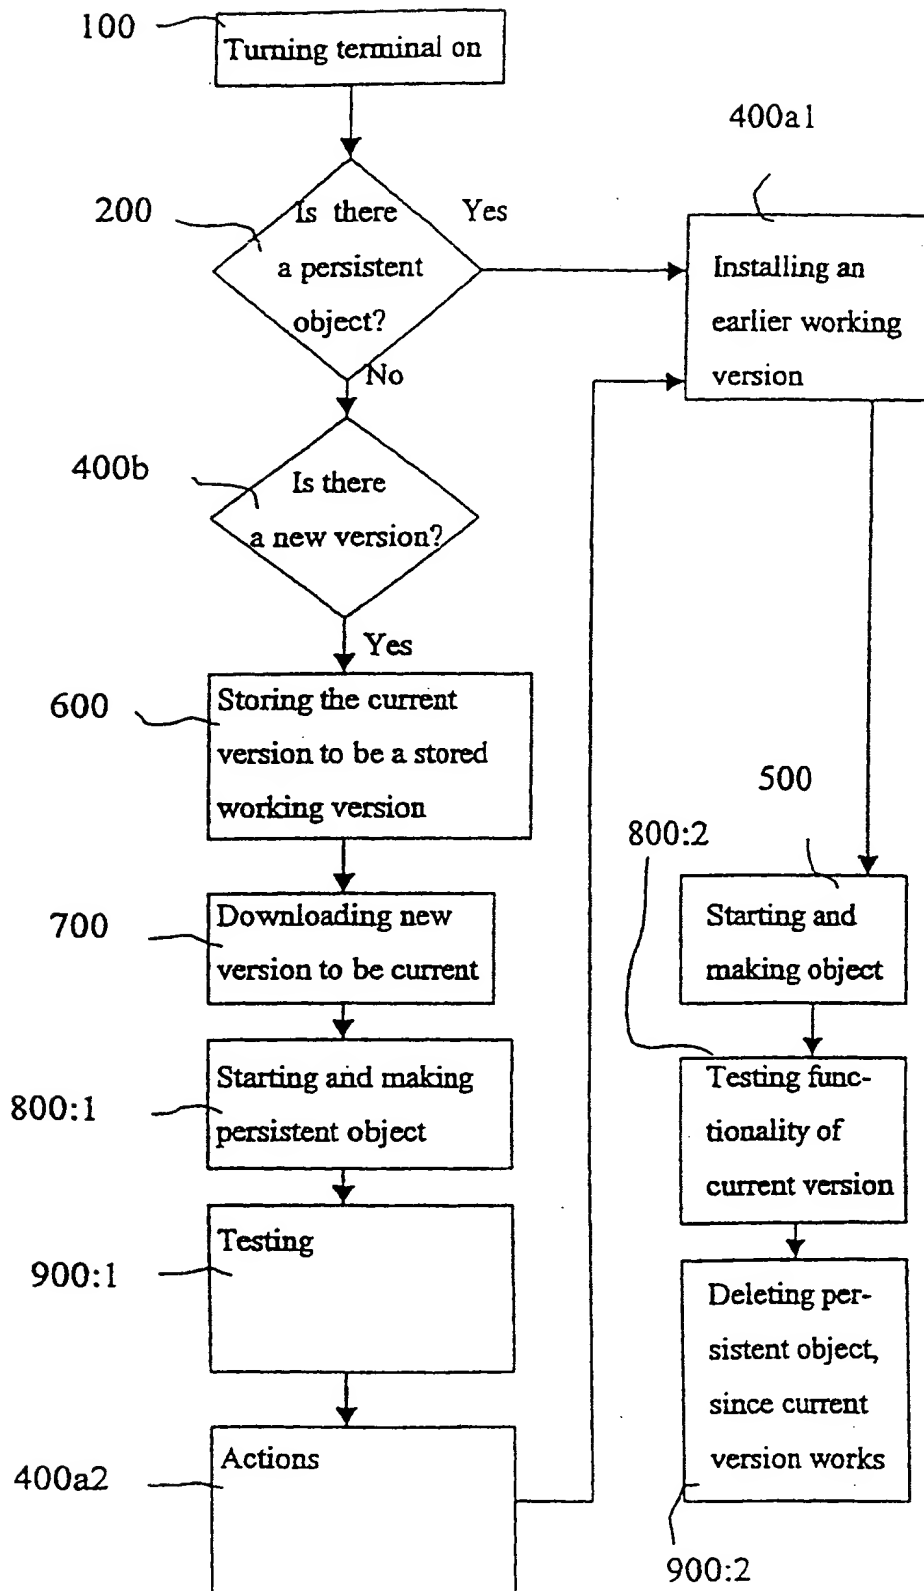 100
Turning terminal on
400a1
200
Is there
a persistent
object?
Yes
Installing an
earlier working
version
No
400b
Is there
a new version?
Yes
600
Storing the current
version to be a stored
working version
500
800:2
700
Downloading new
version to be current
Starting and
making object
800:1
Starting and making
persistent object
Testing func-
tionality of
current version
900:1
Testing
Deleting per-
sistent object,
since current
version works
400a2
Actions
900:2